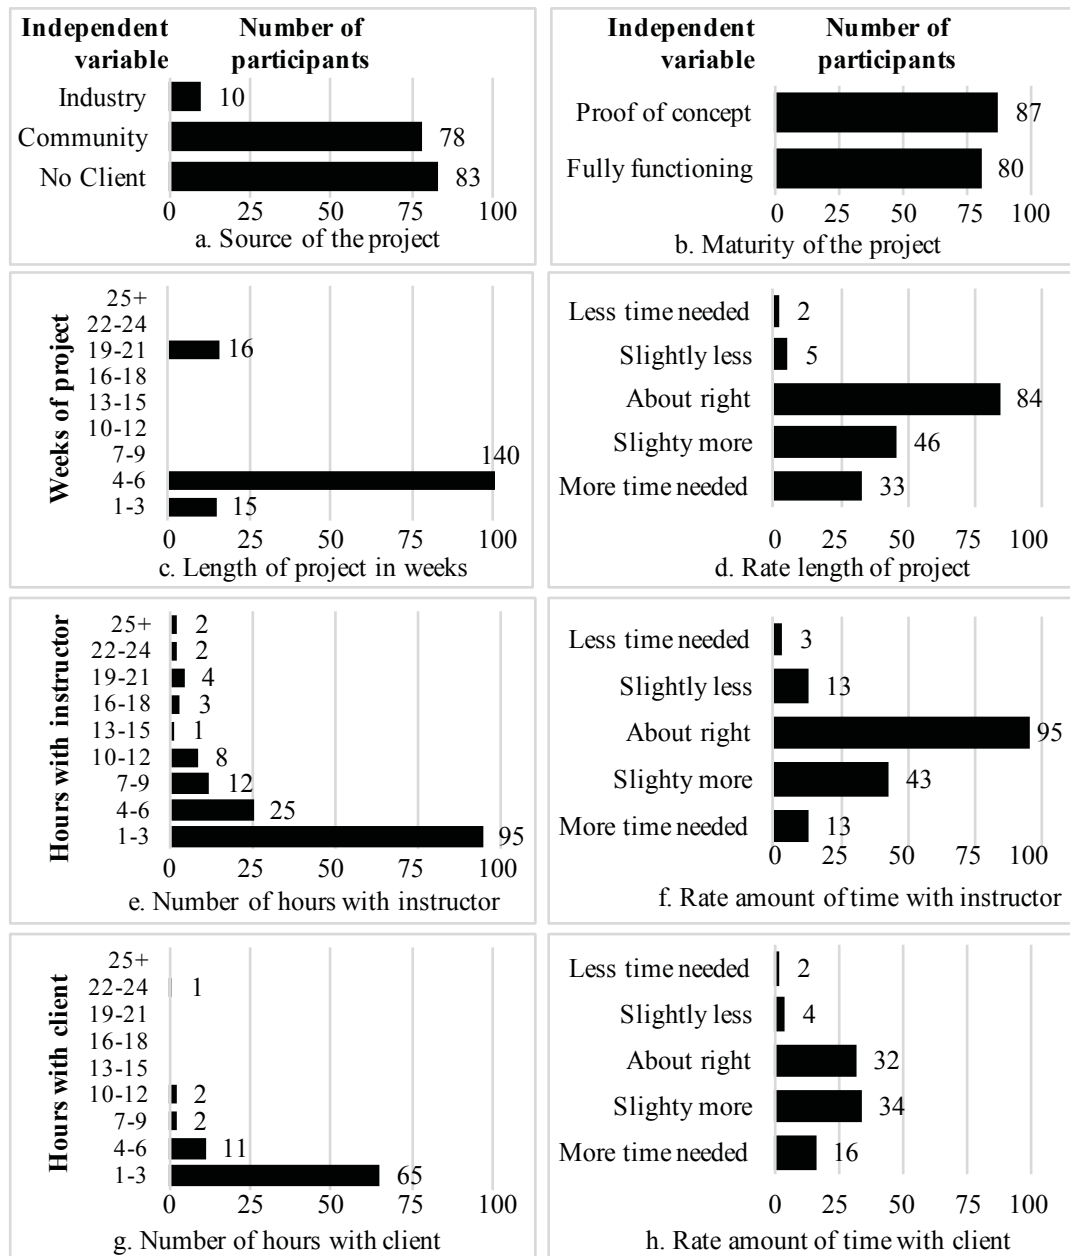 Independent variable Number of participants
Industry 10
Community 78
No Client 83
0 25 50 75 100
a. Source of the project
Independent variable Number of participants
Proof of concept 87
Fully functioning 80
0 25 50 75 100
b. Maturity of the project
Weeks of project
25+
22-24
19-21 16
16-18
13-15
10-12
7-9
4-6 140
1-3 15
0 25 50 75 100
c. Length of project in weeks
Less time needed 2
Slightly less 5
About right 84
Slighty more 46
More time needed 33
0 25 50 75 100
d. Rate length of project
Hours with instructor
25+ 2
22-24 2
19-21 4
16-18 3
13-15 1
10-12 8
7-9 12
4-6 25
1-3 95
0 25 50 75 100
e. Number of hours with instructor
Less time needed 3
Slightly less 13
About right 95
Slighty more 43
More time needed 13
0 25 50 75 100
f. Rate amount of time with instructor
Hours with client
25+
22-24 1
19-21
16-18
13-15
10-12 2
7-9 2
4-6 11
1-3 65
0 25 50 75 100
g. Number of hours with client
Less time needed 2
Slightly less 4
About right 32
Slighty more 34
More time needed 16
0 25 50 75 100
h. Rate amount of time with client